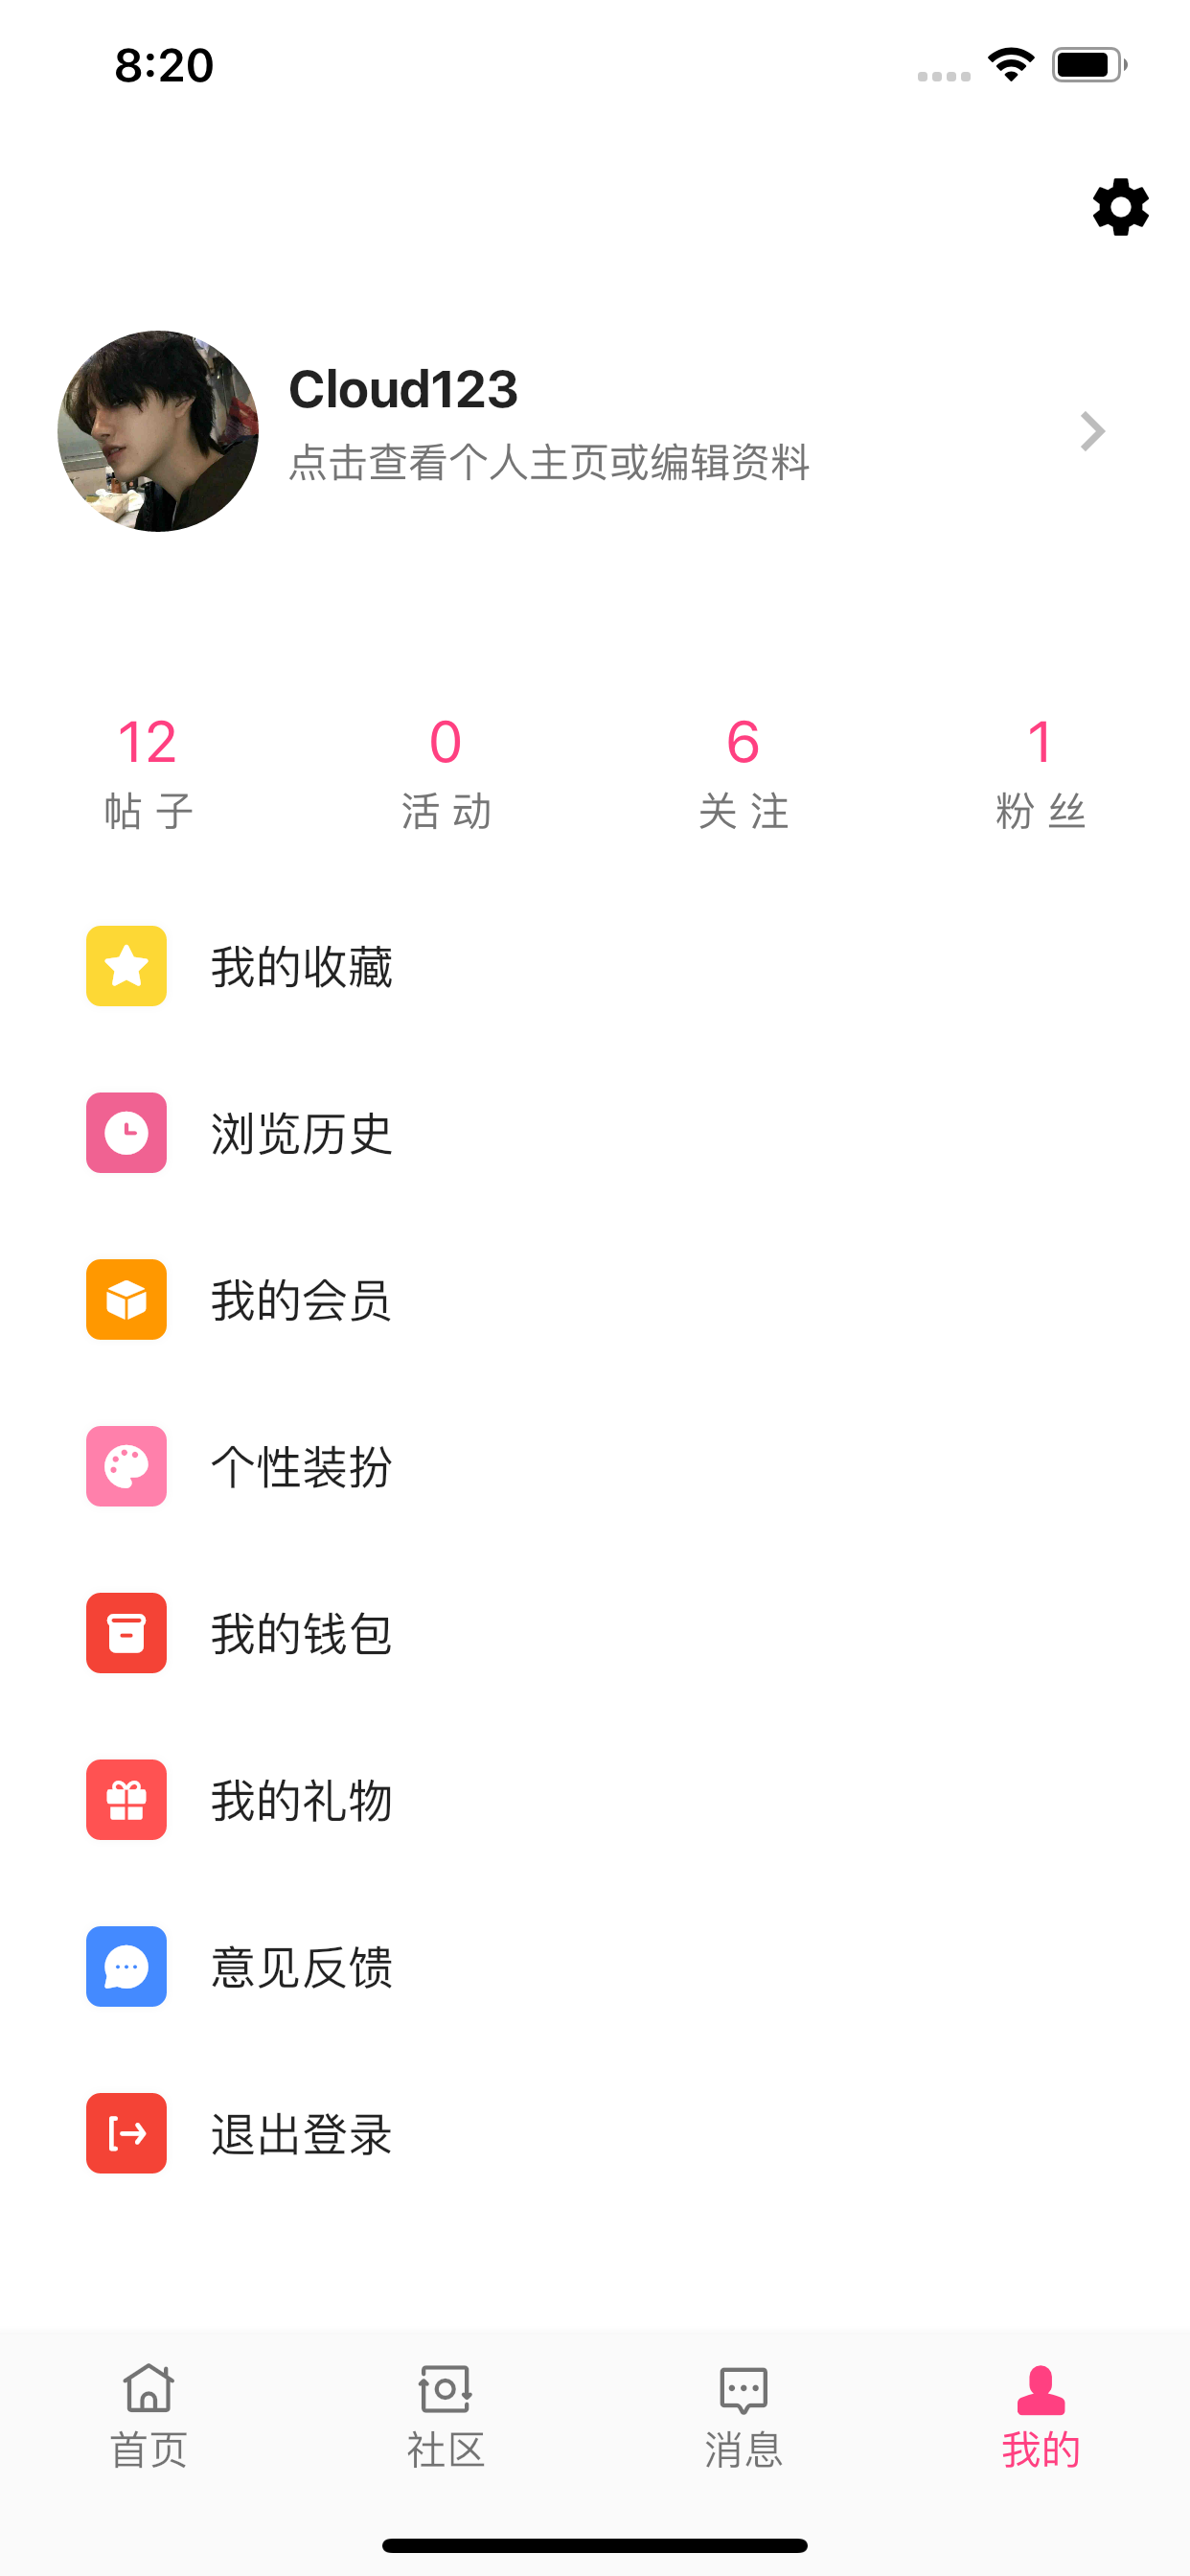 8:20
Cloud123
点击查看个人主页或编辑资料
12 0 6 1
帖子 活动 关注 粉丝
我的收藏
浏览历史
我的会员
个性装扮
我的钱包
我的礼物
意见反馈
退出登录
首页 社区 消息 我的